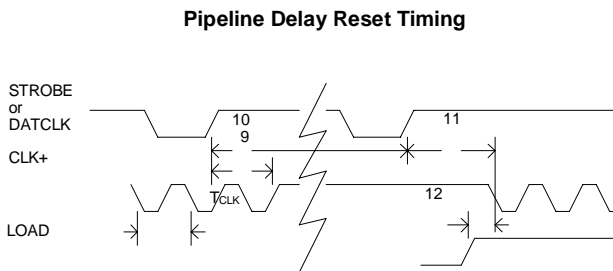 Pipeline Delay Reset Timing
STROBE
or
DATCLK
10
11
9
CLK+
TCLK
12
LOAD